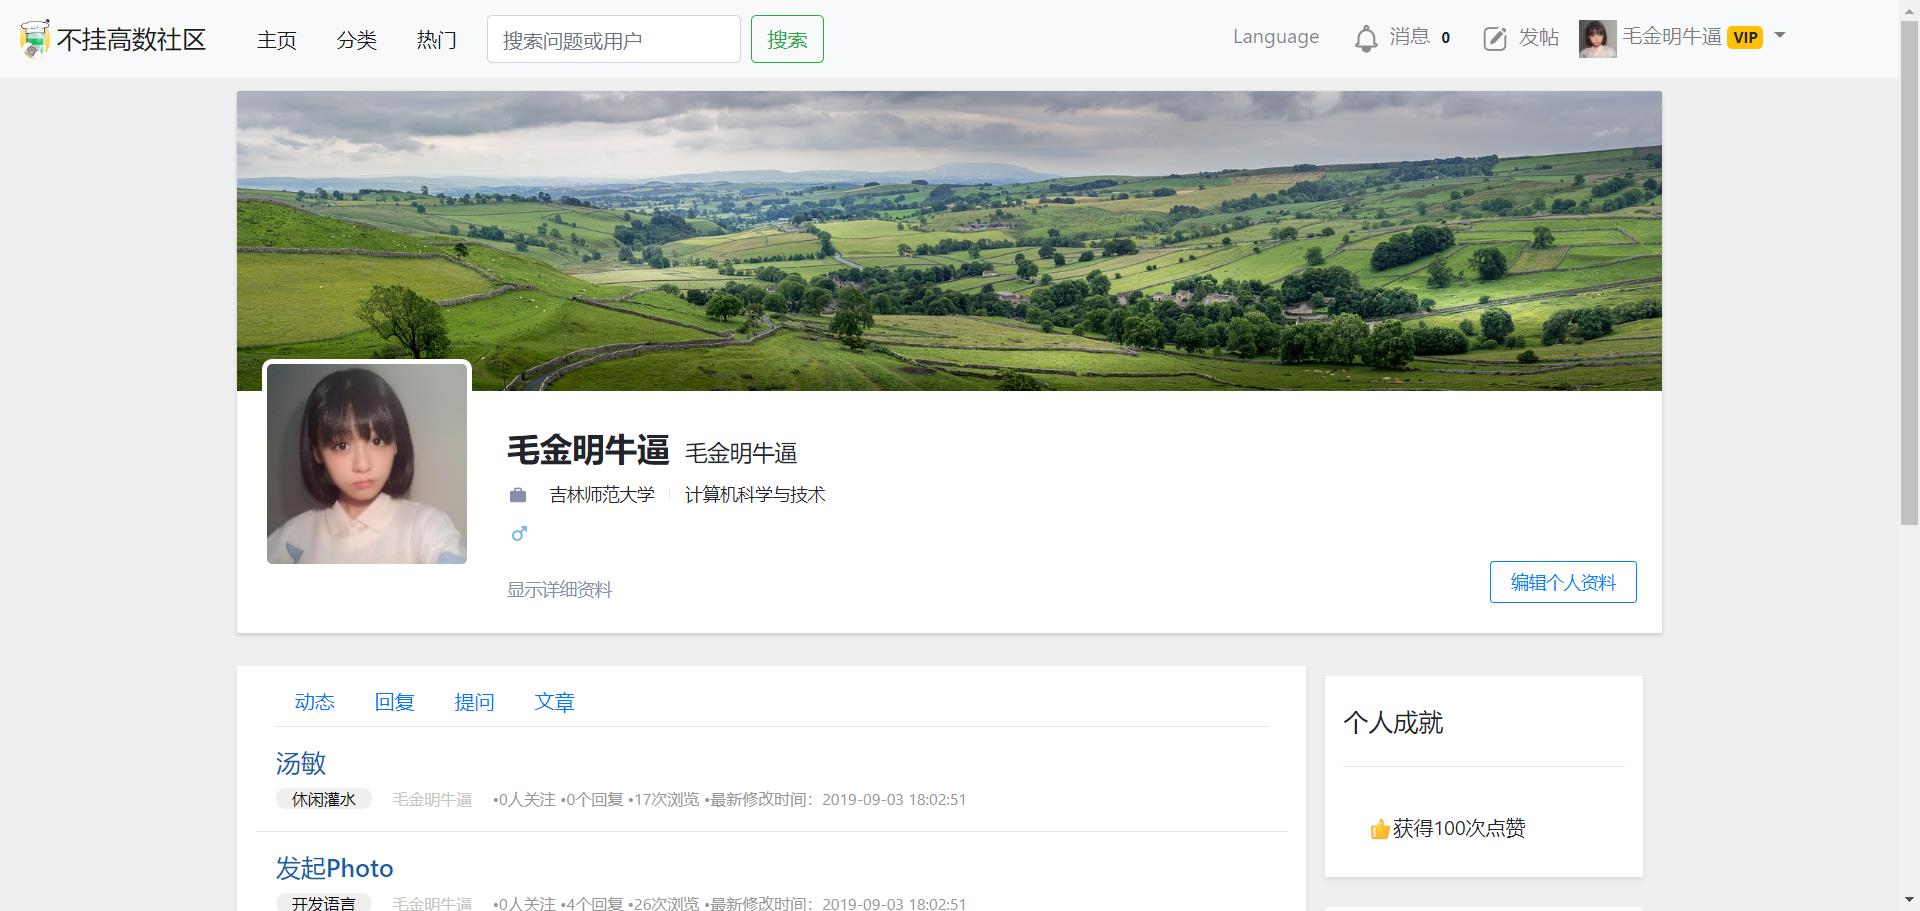 不挂高数社区 主页 分类 热门 搜索问题或用户 搜索 Language 消息 0 发帖 毛金明牛逼 VIP
毛金明牛逼 毛金明牛逼
吉林师范大学 计算机科学与技术
显示详细资料
编辑个人资料
动态 回复 提问 文章
汤敏
休闲灌水 毛金明牛逼 •0人关注 •0个回复 •17次浏览 •最新修改时间：2019-09-03 18:02:51
发起Photo
开发语言 毛金明牛逼 •0人关注 •4个回复 •26次浏览 •最新修改时间：2019-09-03 18:02:51
个人成就
👍获得100次点赞